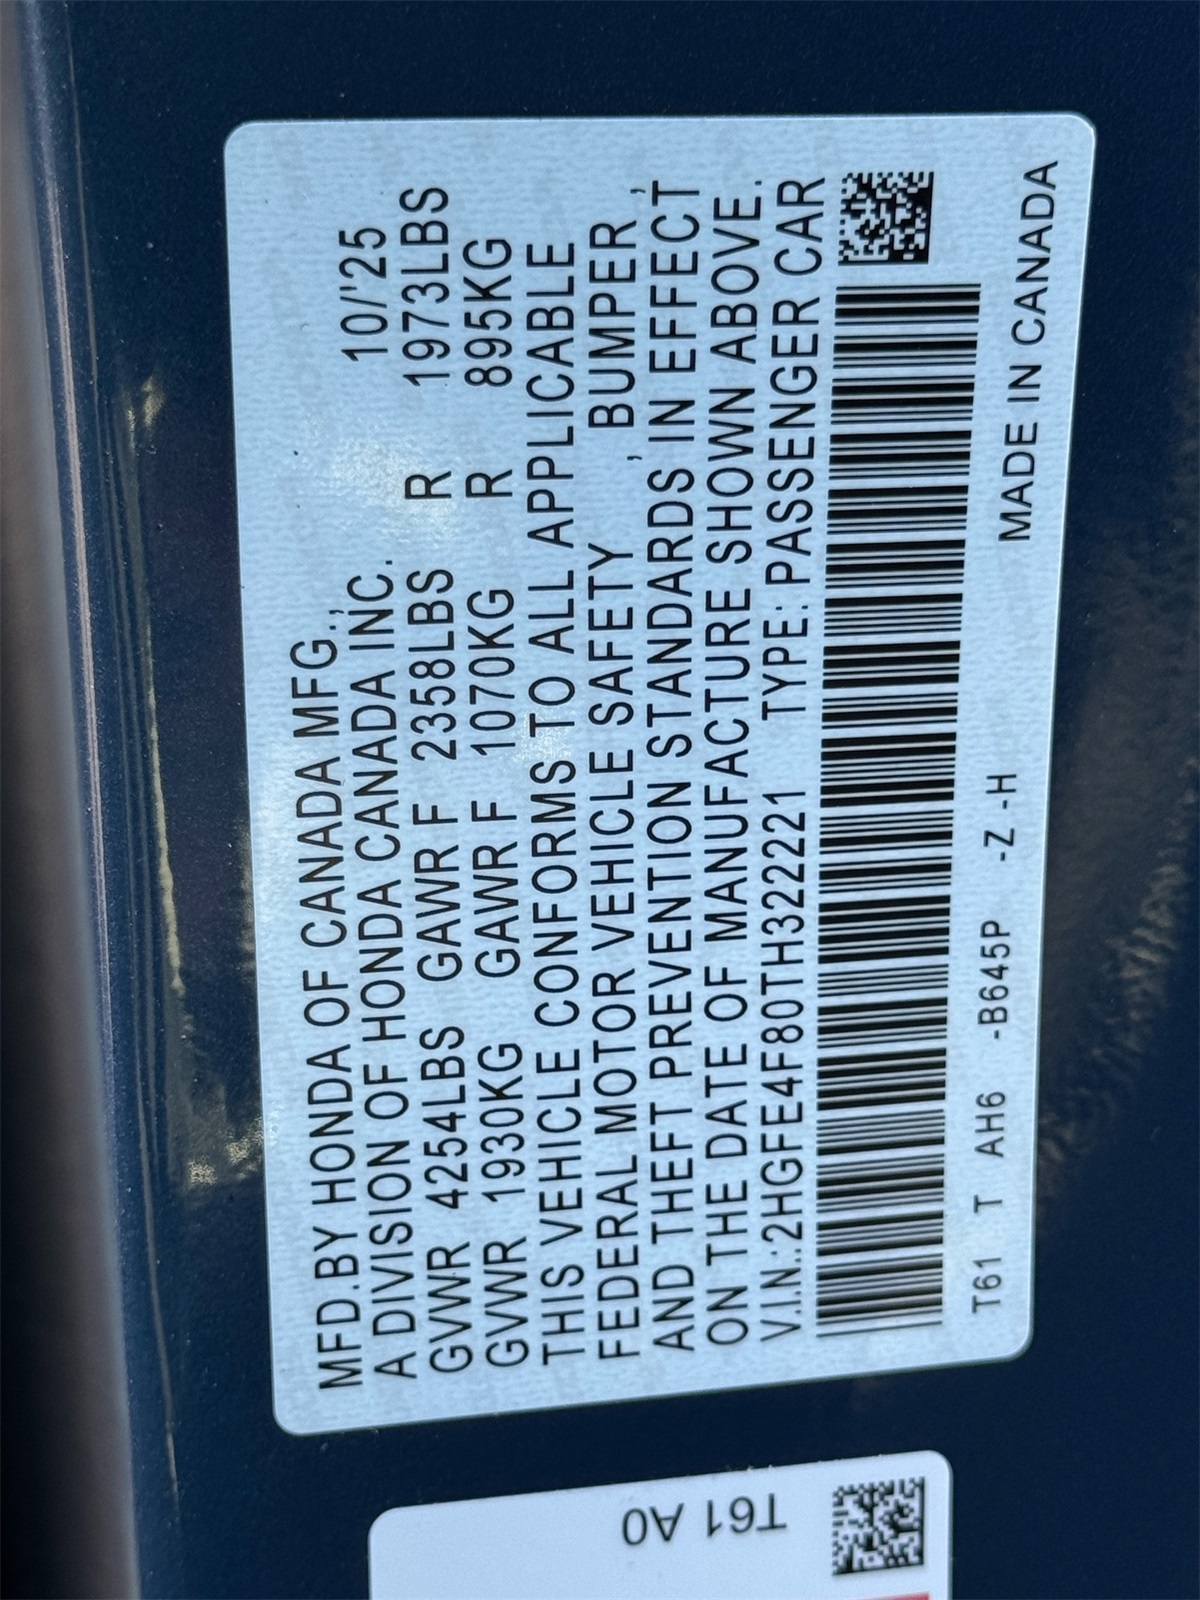 MFD.BY HONDA OF CANADA MFG.,
A DIVISION OF HONDA CANADA INC. 10/'25
GVWR 4254LBS GAWR F 2358LBS R 1973LBS
GVWR 1930KG GAWR F 1070KG R 895KG
THIS VEHICLE CONFORMS TO ALL APPLICABLE
FEDERAL MOTOR VEHICLE SAFETY , BUMPER ,
AND THEFT PREVENTION STANDARDS IN EFFECT
ON THE DATE OF MANUFACTURE SHOWN ABOVE.
V.I.N.:2HGFE4F80TH322221 TYPE: PASSENGER CAR
T61 T AH6 -B645P -Z -H MADE IN CANADA
T61 A0